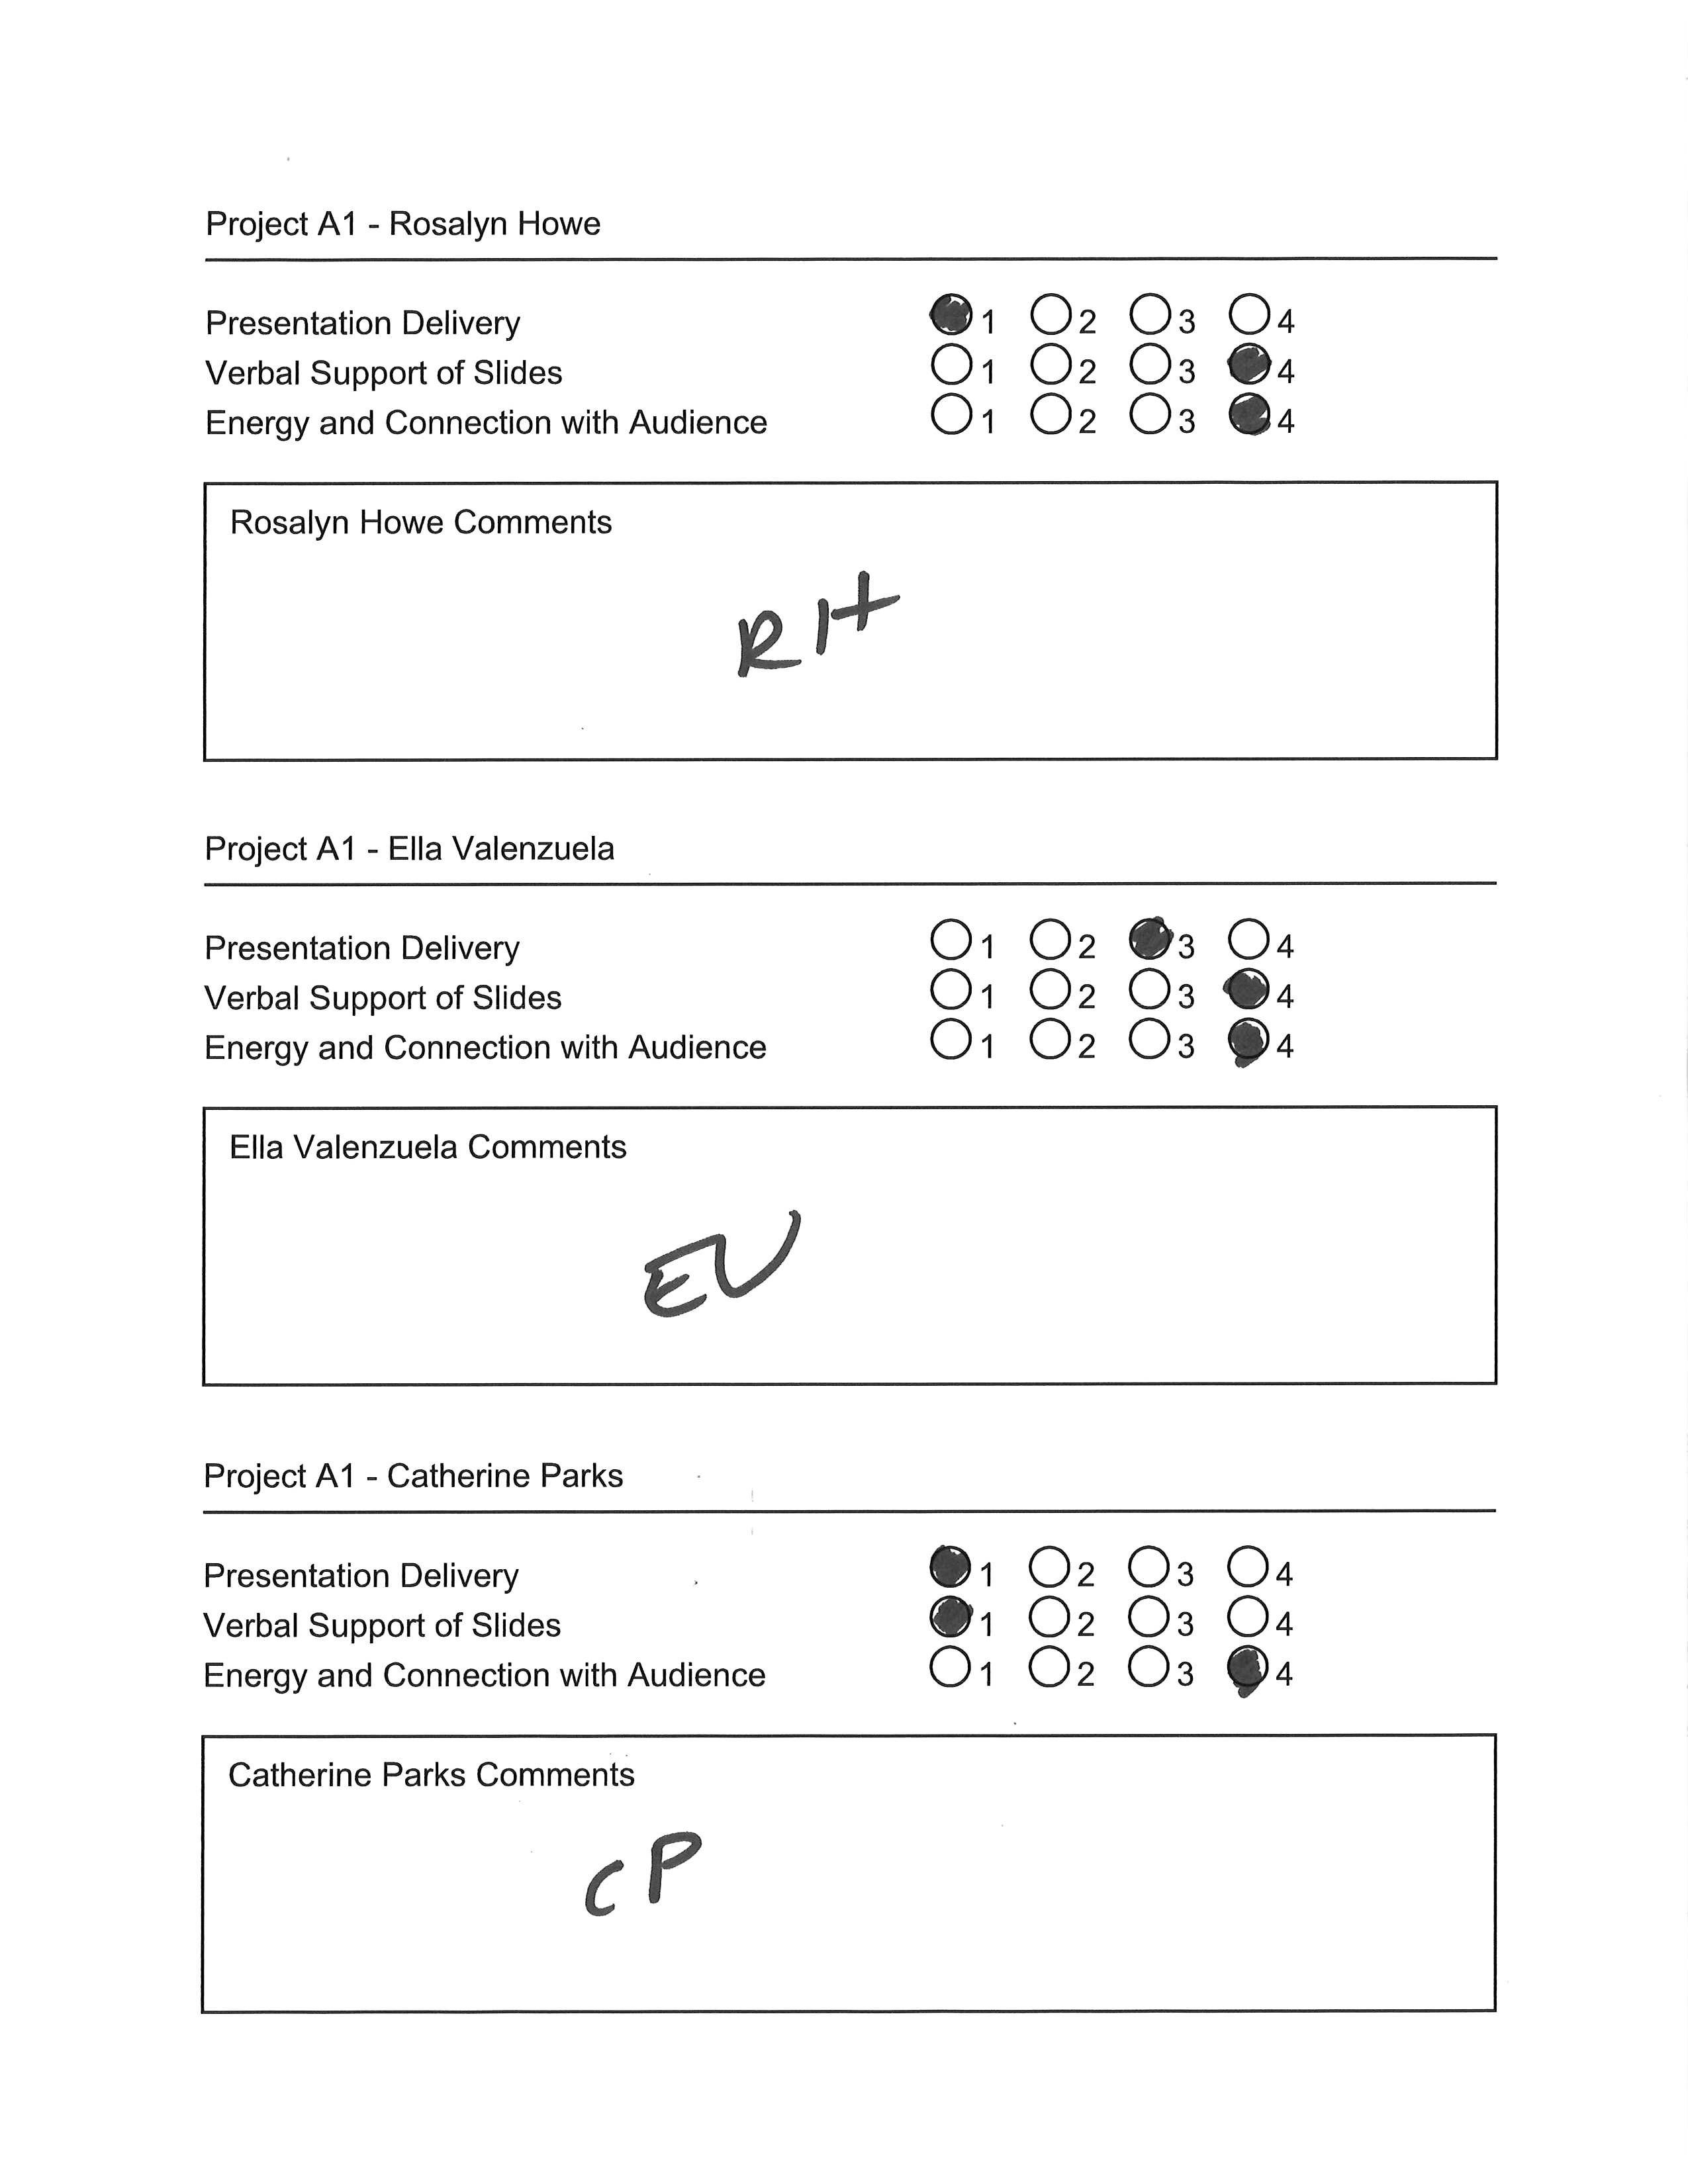 Project A1 - Rosalyn Howe
Presentation Delivery 1 2 3 4
Verbal Support of Slides 1 2 3 4
Energy and Connection with Audience 1 2 3 4
Rosalyn Howe Comments
RH
Project A1 - Ella Valenzuela
Presentation Delivery 1 2 3 4
Verbal Support of Slides 1 2 3 4
Energy and Connection with Audience 1 2 3 4
Ella Valenzuela Comments
EV
Project A1 - Catherine Parks
Presentation Delivery 1 2 3 4
Verbal Support of Slides 1 2 3 4
Energy and Connection with Audience 1 2 3 4
Catherine Parks Comments
CP